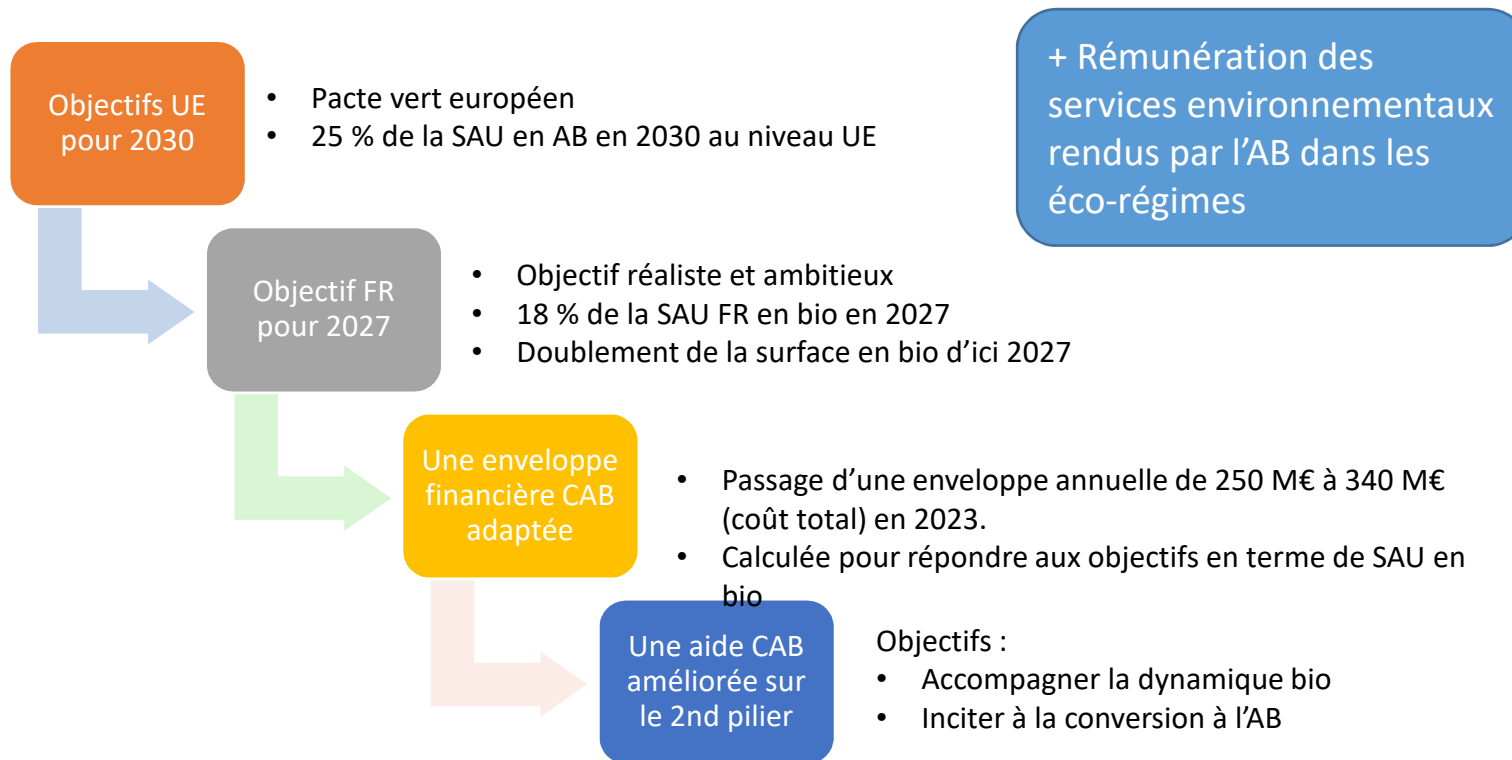 Objectifs UE
pour 2030
• Pacte vert européen
• 25 % de la SAU en AB en 2030 au niveau UE
+ Rémunération des
services environnementaux
rendus par l’AB dans les
éco-régimes
Objectif FR
pour 2027
• Objectif réaliste et ambitieux
• 18 % de la SAU FR en bio en 2027
• Doublement de la surface en bio d’ici 2027
Une enveloppe
financière CAB
adaptée
• Passage d’une enveloppe annuelle de 250 M€ à 340 M€
(coût total) en 2023.
• Calculée pour répondre aux objectifs en terme de SAU en
bio
Une aide CAB
améliorée sur
le 2nd pilier
Objectifs :
• Accompagner la dynamique bio
• Inciter à la conversion à l’AB